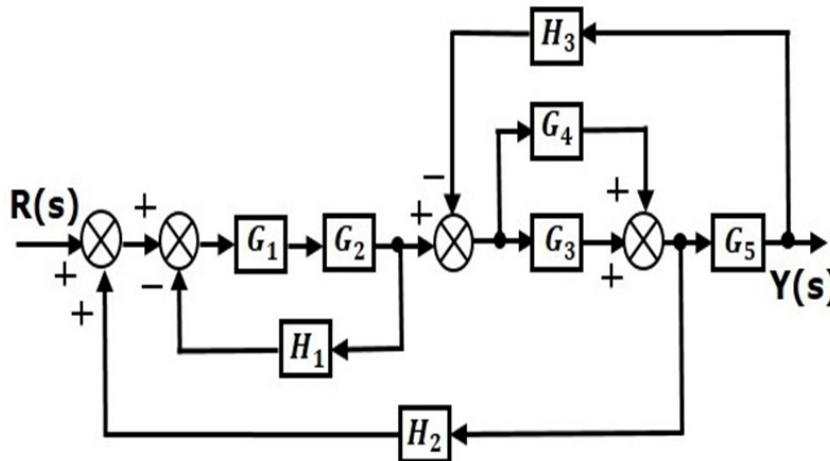 H₃
G₄
R(s)
+
−
+
G₁
G₂
G₃
G₅
+
+
−
+
+
Y(s)
H₁
H₂